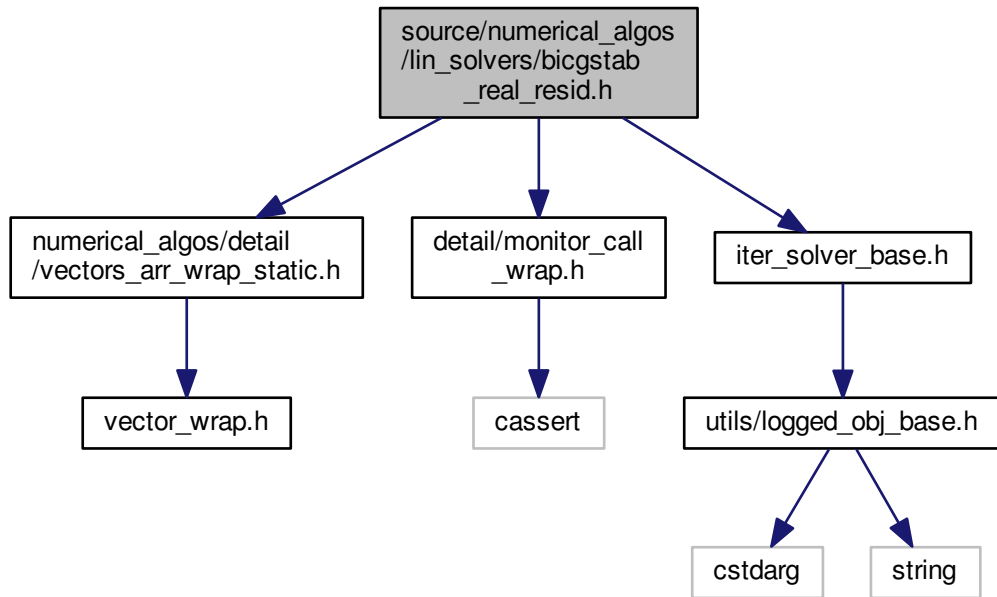 source/numerical_algos
/lin_solvers/bicgstab
_real_resid.h
numerical_algos/detail
/vectors_arr_wrap_static.h
detail/monitor_call
_wrap.h
iter_solver_base.h
vector_wrap.h
cassert
utils/logged_obj_base.h
cstdarg
string